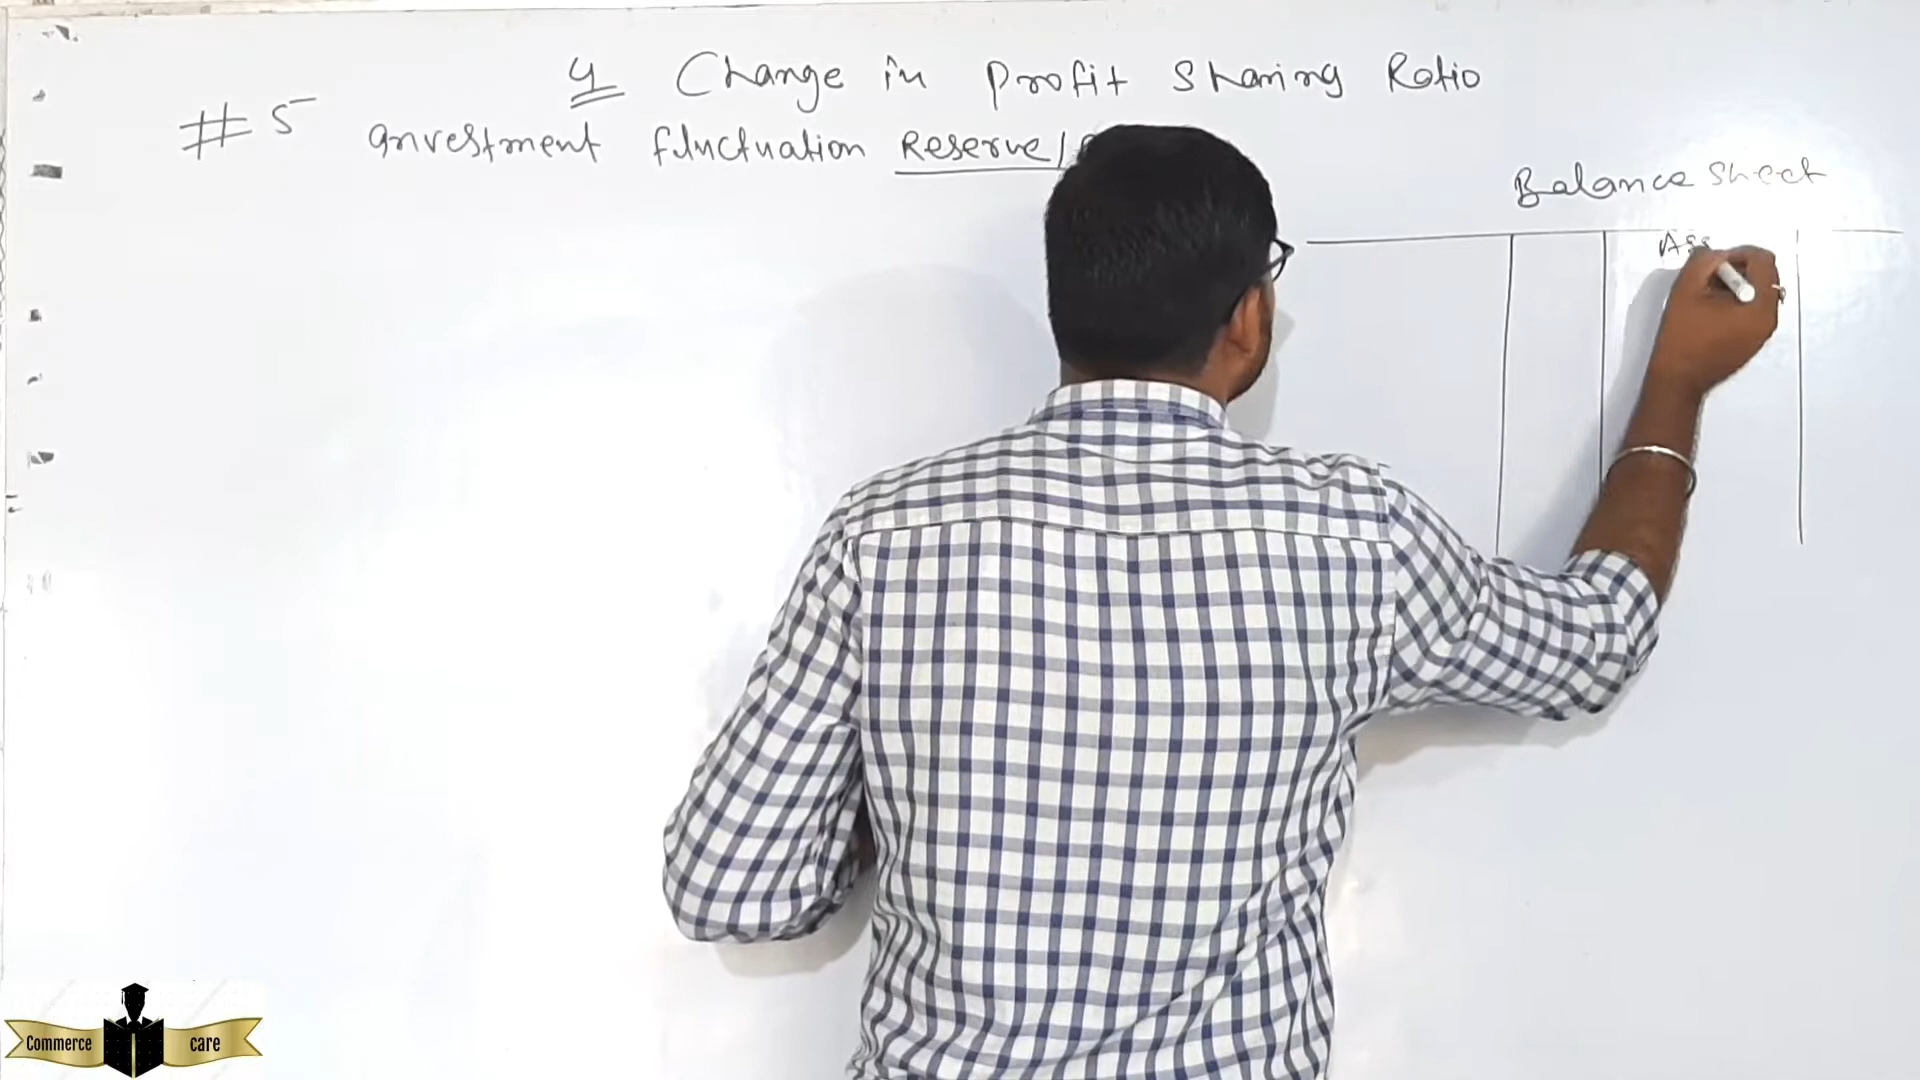 4 Change in Profit Sharing Ratio
#5 Investment fluctuation Reserve/
Balance Sheet
Ass
Commerce care